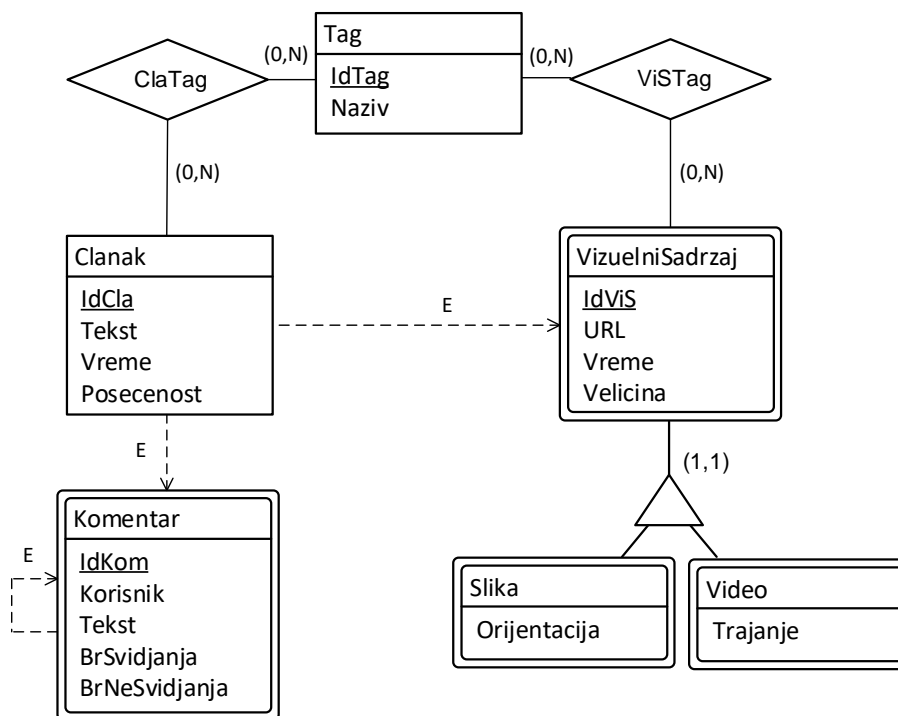 Tag
IdTag
Naziv
ClaTag
(0,N)
(0,N)
ViSTag
(0,N)
(0,N)
Clanak
IdCla
Tekst
Vreme
Posecenost
E
VizuelniSadrzaj
IdViS
URL
Vreme
Velicina
E
(1,1)
Komentar
IdKom
Korisnik
Tekst
BrSvidjanja
BrNeSvidjanja
E
Slika
Orijentacija
Video
Trajanje